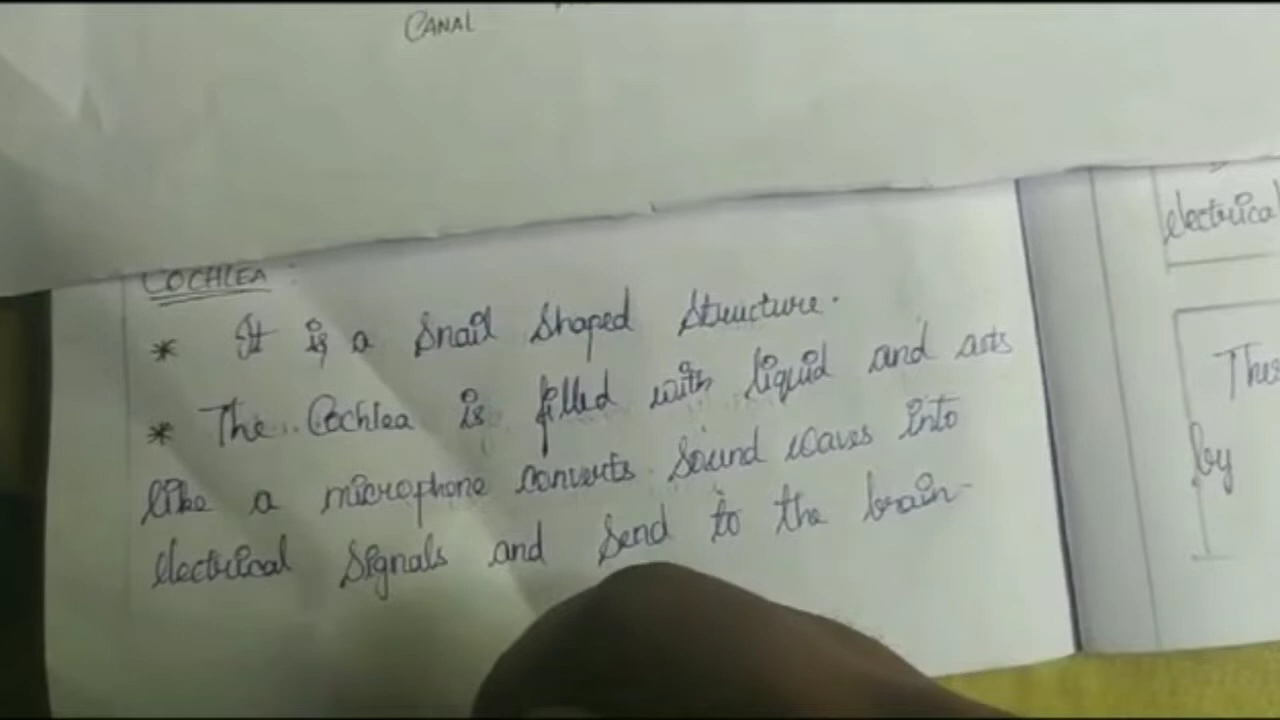 CANAL
COCHLEA :
* It is a Snail Shaped Structure.
* The Cochlea is filled with liquid and acts
like a microphone converts sound waves into
electrical signals and send to the brain
electrical
by